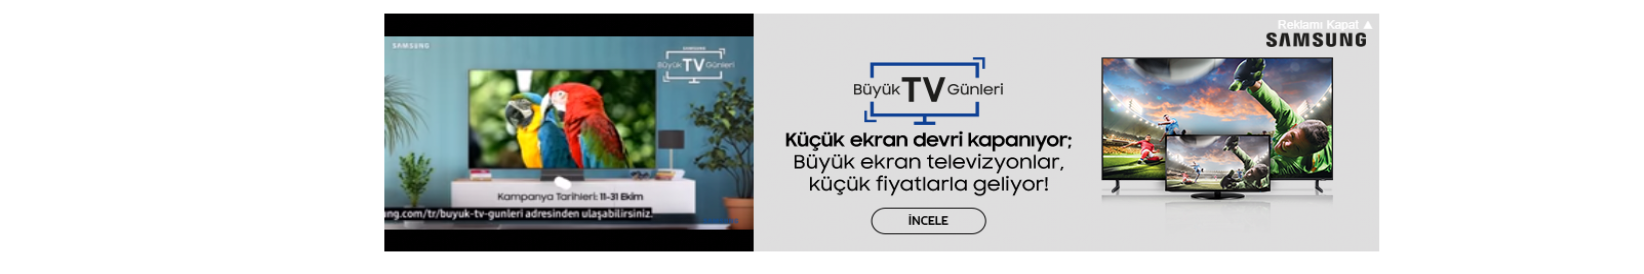 SAMSUNG
Büyük TV Günleri
Kampanya Tarihleri: 11-31 Ekim
ng.com/tr/buyuk-tv-gunleri adresinden ulaşabilirsiniz.
Reklamı Kapat ▲
SAMSUNG
Büyük TV Günleri
Küçük ekran devri kapanıyor;
Büyük ekran televizyonlar,
küçük fiyatlarla geliyor!
İNCELE